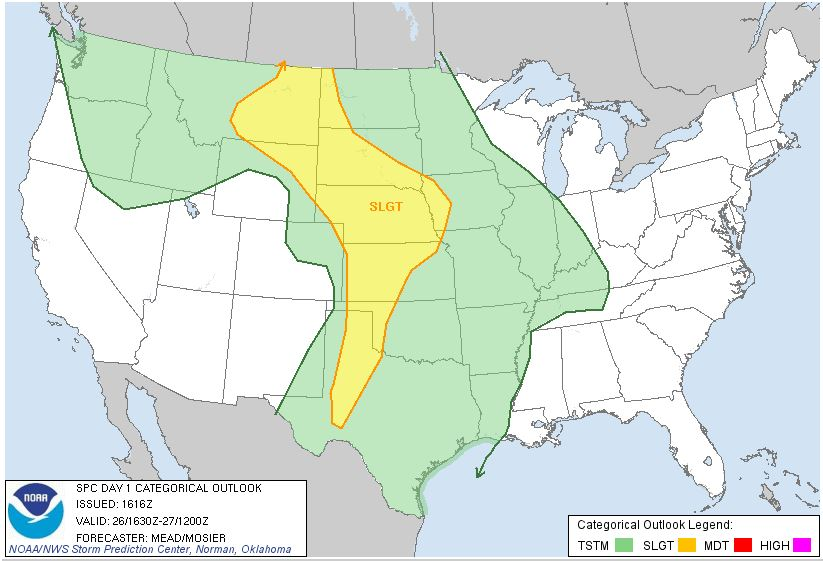 SLGT
NOAA
SPC DAY 1 CATEGORICAL OUTLOOK
ISSUED: 1616Z
VALID: 26/1630Z-27/1200Z
FORECASTER: MEAD/MOSIER
NOAA/NWS Storm Prediction Center, Norman, Oklahoma
Categorical Outlook Legend:
TSTM SLGT MDT HIGH